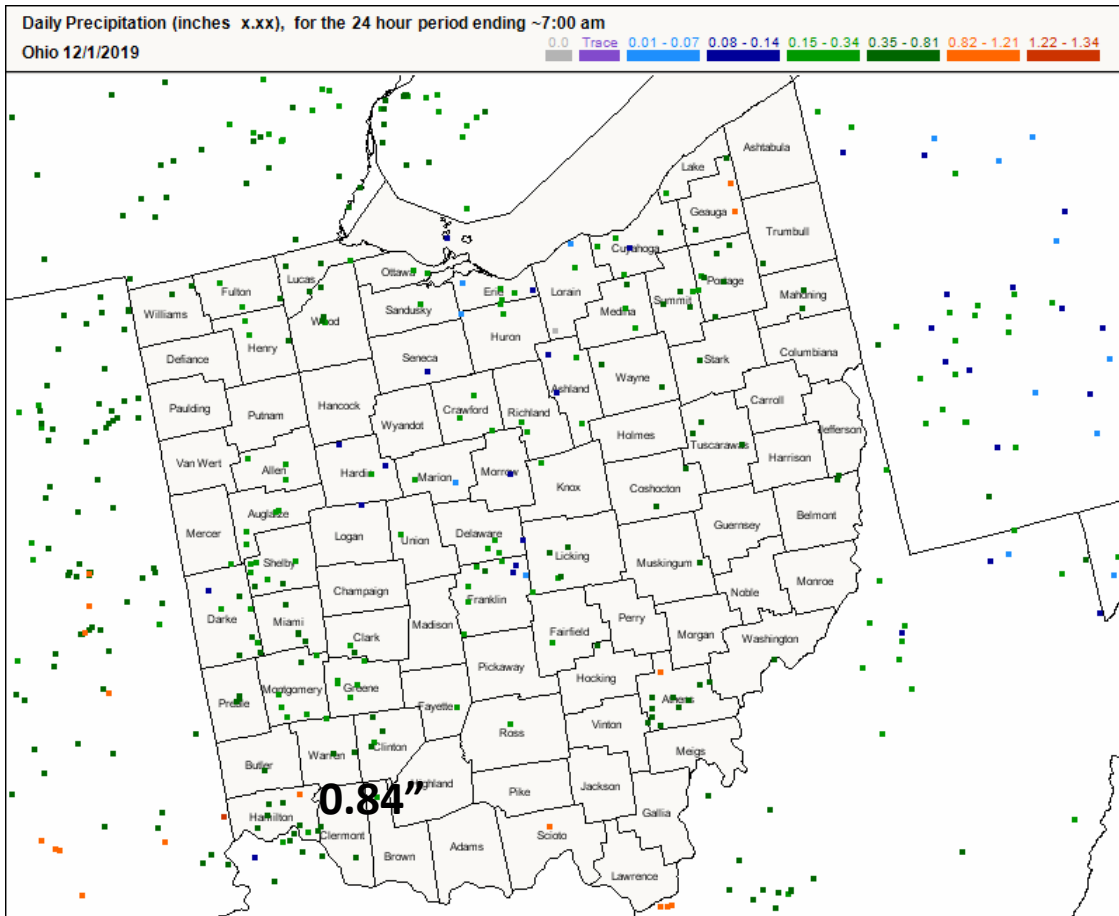 Daily Precipitation (inches x.xx), for the 24 hour period ending ~7:00 am
Ohio 12/1/2019
0.0 Trace 0.01 - 0.07 0.08 - 0.14 0.15 - 0.34 0.35 - 0.81 0.82 - 1.21 1.22 - 1.34
Ashtabula
Lake
Geauga
Trumbull
Cuyahoga
Lucas
Ottawa
Fulton
Erie
Lorain
Portage
Williams
Sandusky
Medina
Summit
Mahoning
Wood
Huron
Henry
Defiance
Seneca
Stark
Columbiana
Wayne
Ashland
Carroll
Paulding
Putnam
Hancock
Crawford
Richland
Wyandot
Jefferson
Holmes
Tuscarawas
Van Wert
Allen
Hardin
Marion
Morrow
Harrison
Knox
Coshocton
Auglaize
Mercer
Belmont
Logan
Union
Delaware
Guernsey
Shelby
Licking
Muskingum
Champaign
Noble
Monroe
Franklin
Darke
Miami
Madison
Perry
Clark
Fairfield
Morgan
Washington
Pickaway
Hocking
Preble
Montgomery
Greene
Athens
Fayette
Vinton
Ross
Warren
Clinton
Meigs
Butler
Highland
Pike
Jackson
0.84”
Hamilton
Gallia
Clermont
Scioto
Adams
Brown
Lawrence